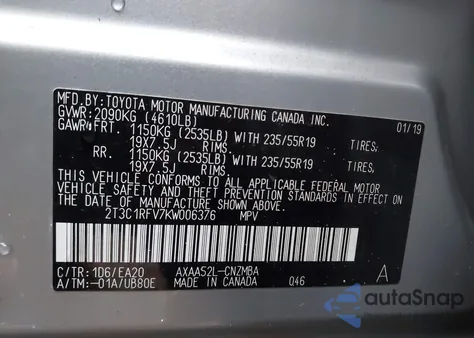 MFD.BY:TOYOTA MOTOR MANUFACTURING CANADA INC.
GVWR:2090KG (4610LB) 01/19
GAWR FRT. 1150KG (2535LB) WITH 235/55R19 TIRES
19X7.5J RIMS.
RR. 1150KG (2535LB) WITH 235/55R19 TIRES
19X7.5J RIMS.
THIS VEHICLE CONFORMS TO ALL APPLICABLE FEDERAL MOTOR
VEHICLE SAFETY AND THEFT PREVENTION STANDARDS IN EFFECT ON
THE DATE OF MANUFACTURE SHOWN ABOVE.
2T3C1RFV7KW006376 MPV
C/TR:1D6/EA20 AXAA52L-CNZMBA A
A/TM:-01A/UB80E MADE IN CANADA Q46
autoSnap